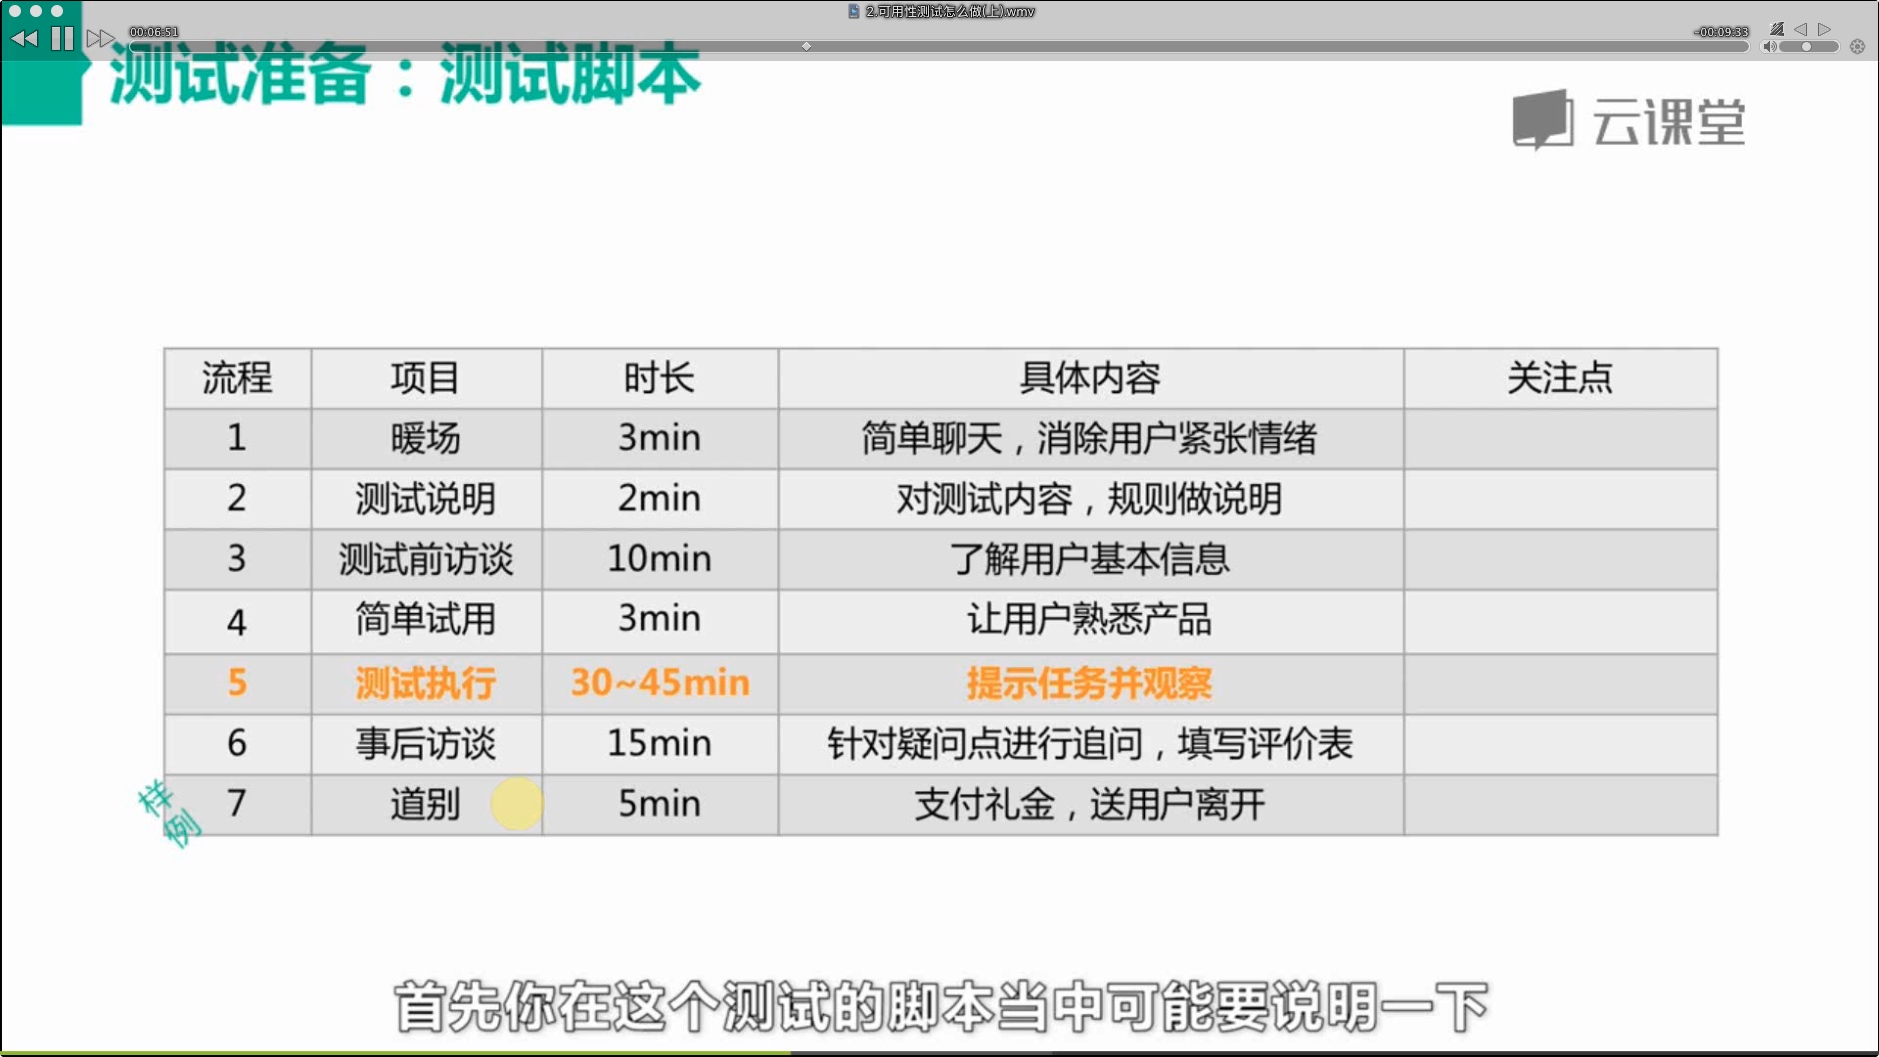 2.可用性测试怎么做(上).wmv
00:06:51
-00:09:33
测试准备：测试脚本
云课堂
流程 项目 时长 具体内容 关注点
1 暖场 3min 简单聊天，消除用户紧张情绪
2 测试说明 2min 对测试内容，规则做说明
3 测试前访谈 10min 了解用户基本信息
4 简单试用 3min 让用户熟悉产品
5 测试执行 30~45min 提示任务并观察
6 事后访谈 15min 针对疑问点进行追问，填写评价表
7 道别 5min 支付礼金，送用户离开
样例
首先你在这个测试的脚本当中可能要说明一下